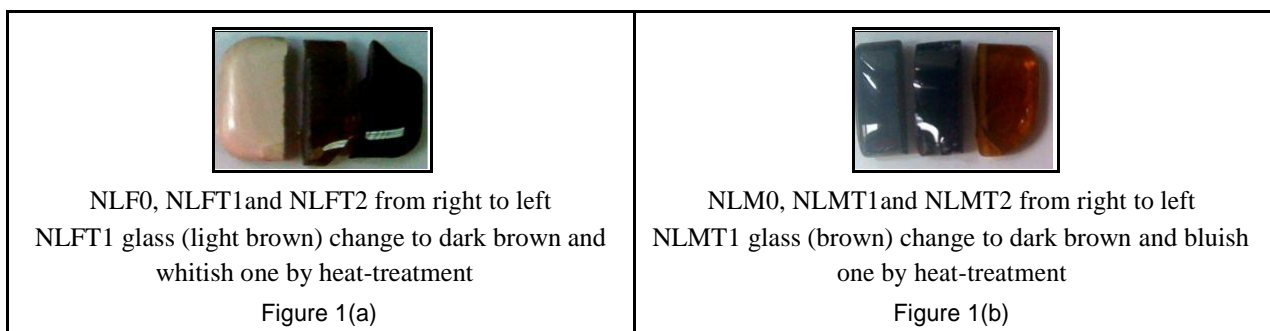 NLF0, NLFT1and NLFT2 from right to left
NLFT1 glass (light brown) change to dark brown and
whitish one by heat-treatment
Figure 1(a)
NLM0, NLMT1and NLMT2 from right to left
NLMT1 glass (brown) change to dark brown and bluish
one by heat-treatment
Figure 1(b)